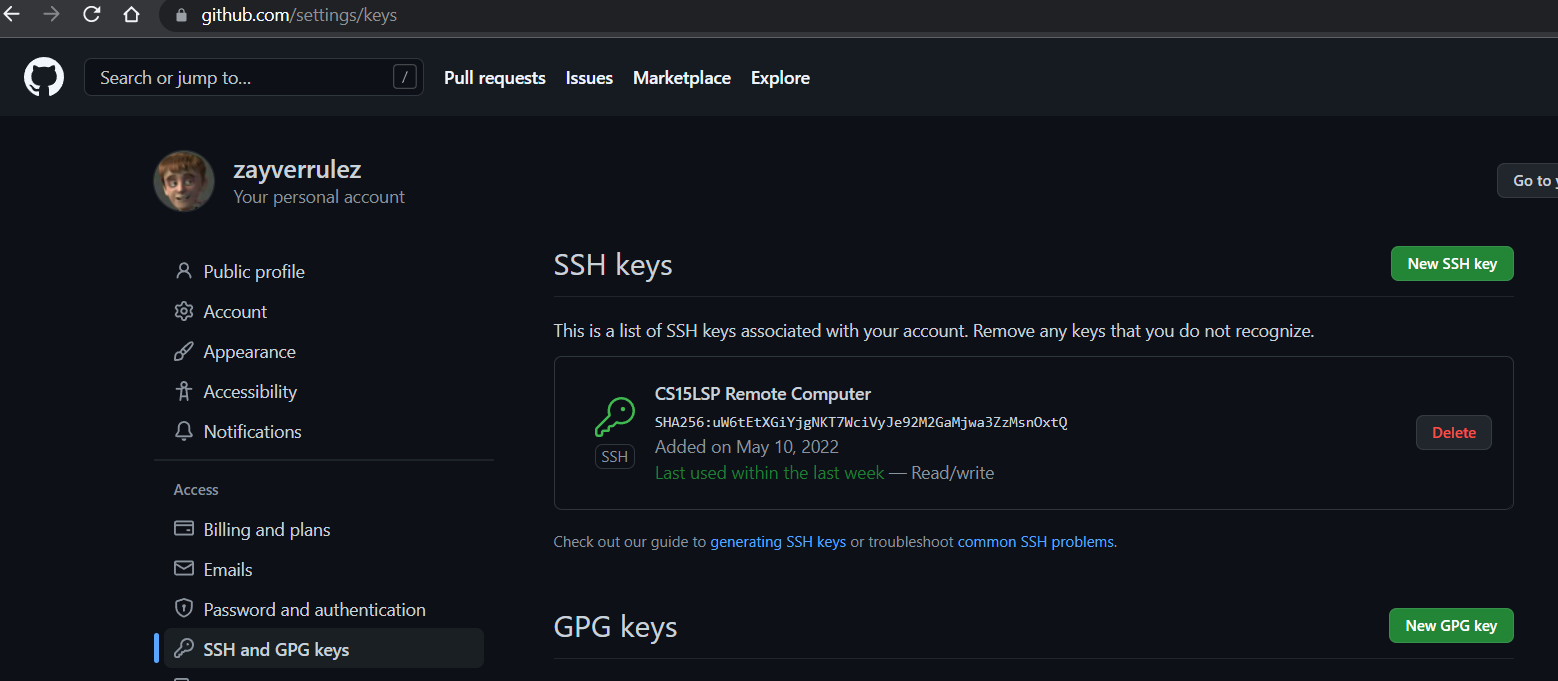 github.com/settings/keys
Search or jump to... / Pull requests Issues Marketplace Explore
zayverrulez
Your personal account
Go to
Public profile
Account
Appearance
Accessibility
Notifications
Access
Billing and plans
Emails
Password and authentication
SSH and GPG keys
SSH keys
New SSH key
This is a list of SSH keys associated with your account. Remove any keys that you do not recognize.
CS15LSP Remote Computer
SHA256:uW6tEtXGiYjgNKT7WciVyJe92M2GaMjwa3ZzMsnOxtQ
Added on May 10, 2022
Last used within the last week — Read/write
SSH
Delete
Check out our guide to generating SSH keys or troubleshoot common SSH problems.
GPG keys
New GPG key